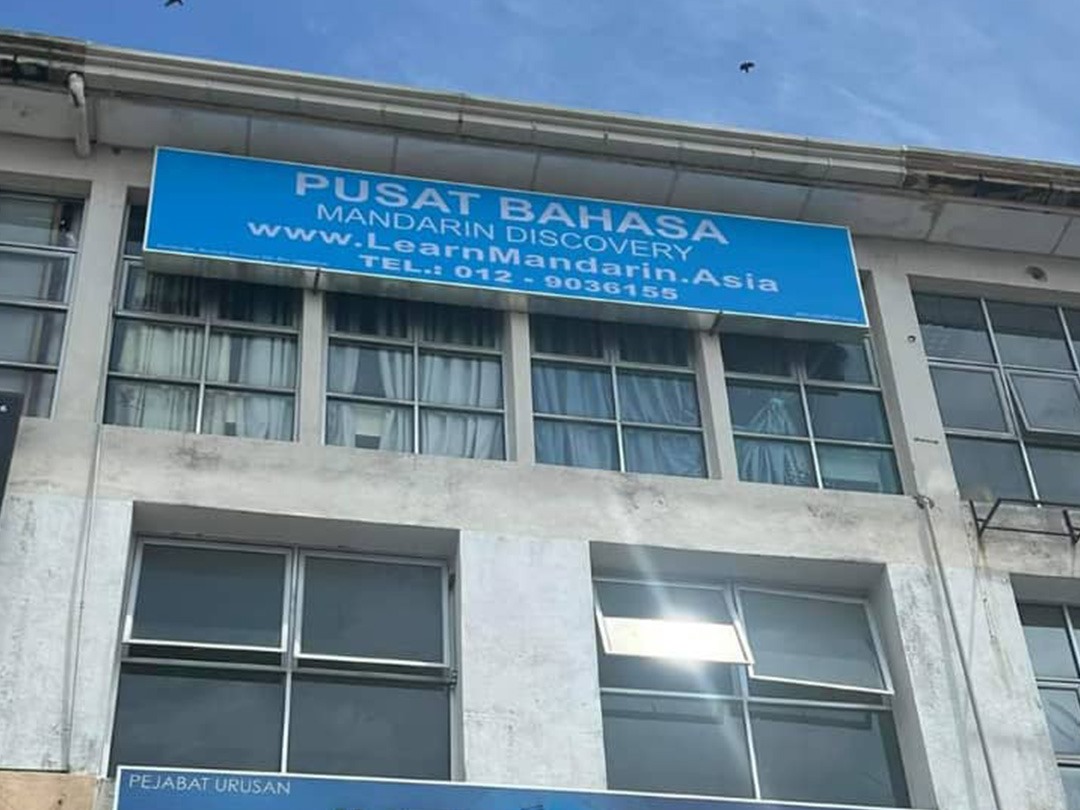 PUSAT BAHASA
MANDARIN DISCOVERY
www.LearnMandarin.Asia
TEL.: 012 - 9036155
PEJABAT URUSAN